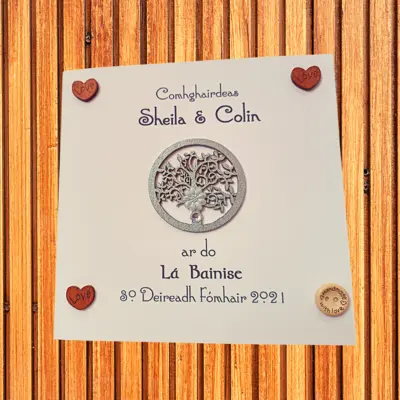 Love
Love
Comhghairdeas
Sheila & Colin
ar do
Lá Bainise
30 Deireadh Fómhair 2021
Love
handmade
with love